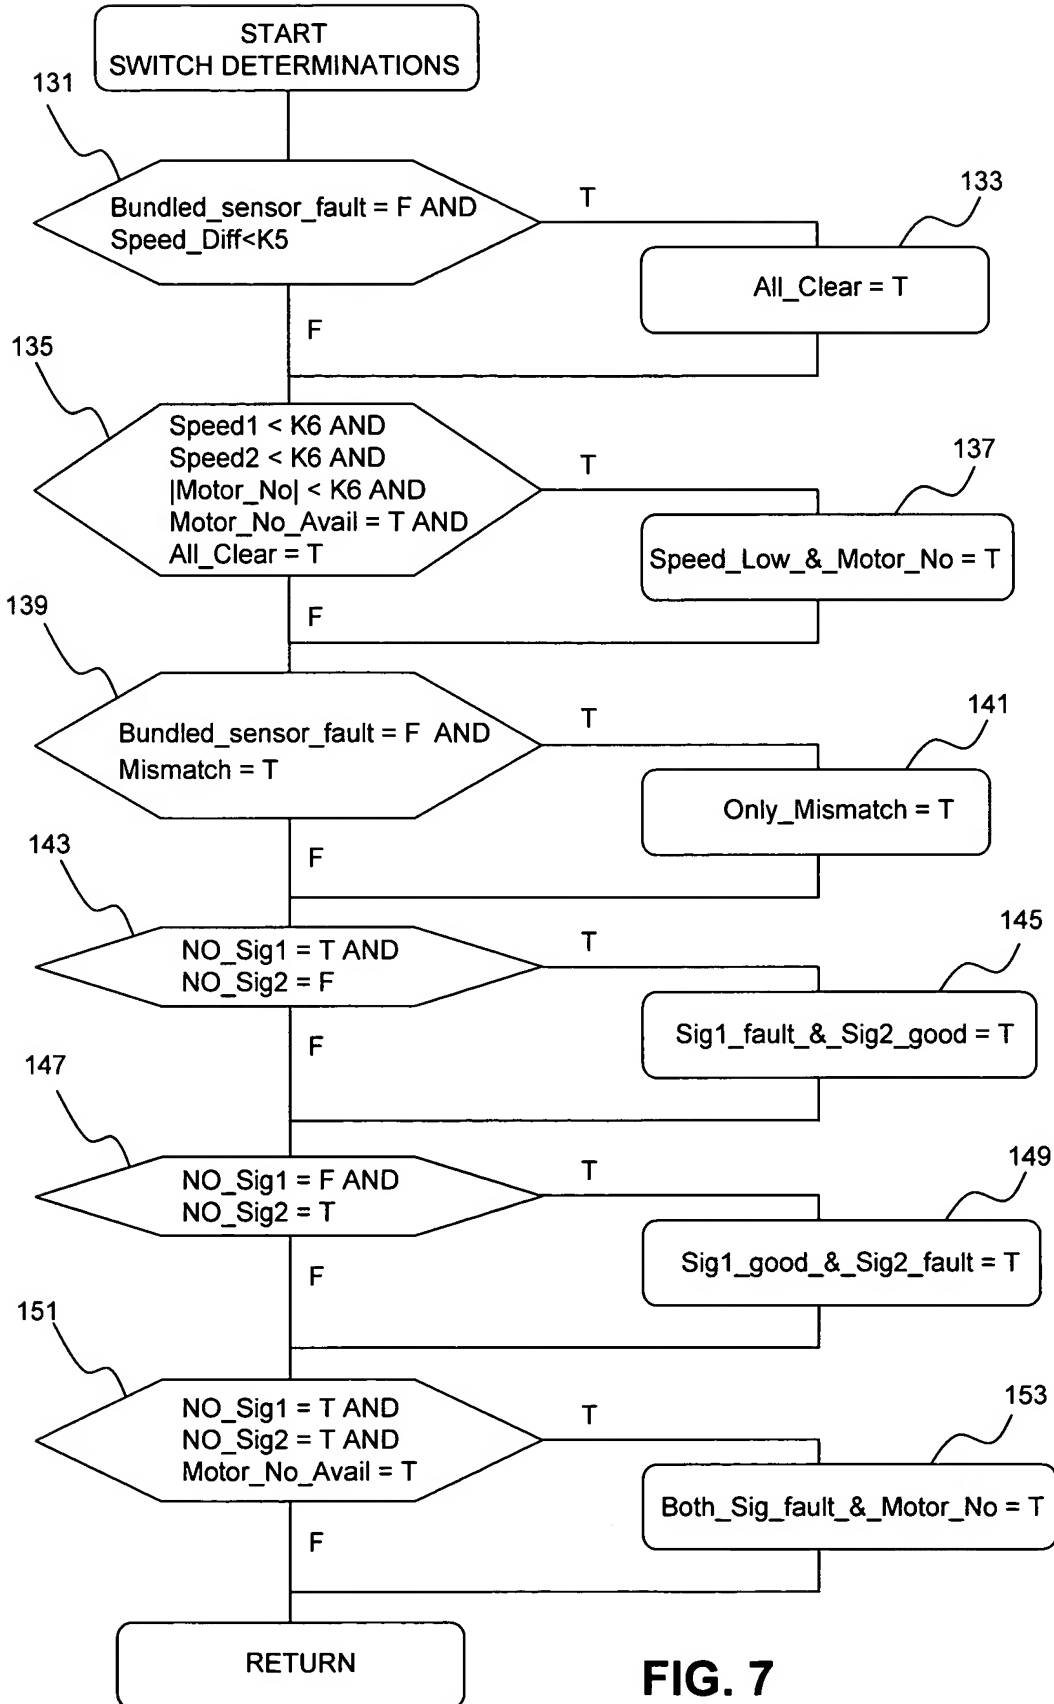 START
SWITCH DETERMINATIONS
131
Bundled_sensor_fault = F AND
Speed_Diff<K5
T
133
All_Clear = T
F
135
Speed1 < K6 AND
Speed2 < K6 AND
|Motor_No| < K6 AND
Motor_No_Avail = T AND
All_Clear = T
T
137
Speed_Low_&_Motor_No = T
F
139
Bundled_sensor_fault = F AND
Mismatch = T
T
141
Only_Mismatch = T
F
143
NO_Sig1 = T AND
NO_Sig2 = F
T
145
Sig1_fault_&_Sig2_good = T
F
147
NO_Sig1 = F AND
NO_Sig2 = T
T
149
Sig1_good_&_Sig2_fault = T
F
151
NO_Sig1 = T AND
NO_Sig2 = T AND
Motor_No_Avail = T
T
153
Both_Sig_fault_&_Motor_No = T
F
RETURN
FIG. 7